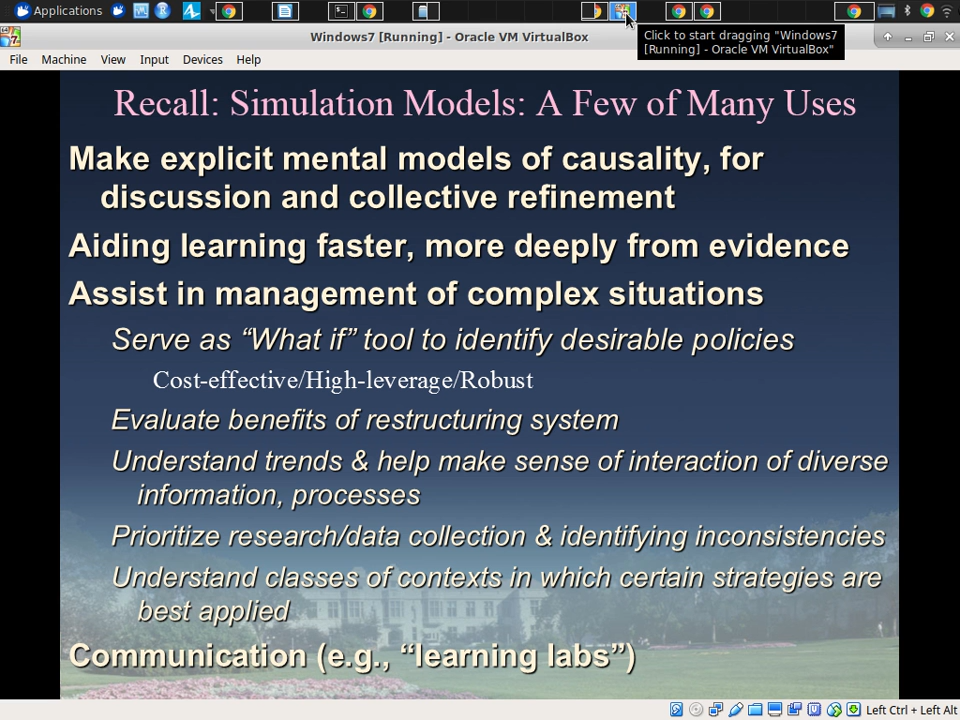 Applications
Windows7 [Running] - Oracle VM VirtualBox
Click to start dragging "Windows7
[Running] - Oracle VM VirtualBox"
File Machine View Input Devices Help
Recall: Simulation Models: A Few of Many Uses
Make explicit mental models of causality, for
discussion and collective refinement
Aiding learning faster, more deeply from evidence
Assist in management of complex situations
Serve as “What if” tool to identify desirable policies
Cost-effective/High-leverage/Robust
Evaluate benefits of restructuring system
Understand trends & help make sense of interaction of diverse
information, processes
Prioritize research/data collection & identifying inconsistencies
Understand classes of contexts in which certain strategies are
best applied
Communication (e.g., “learning labs”)
Left Ctrl + Left Alt